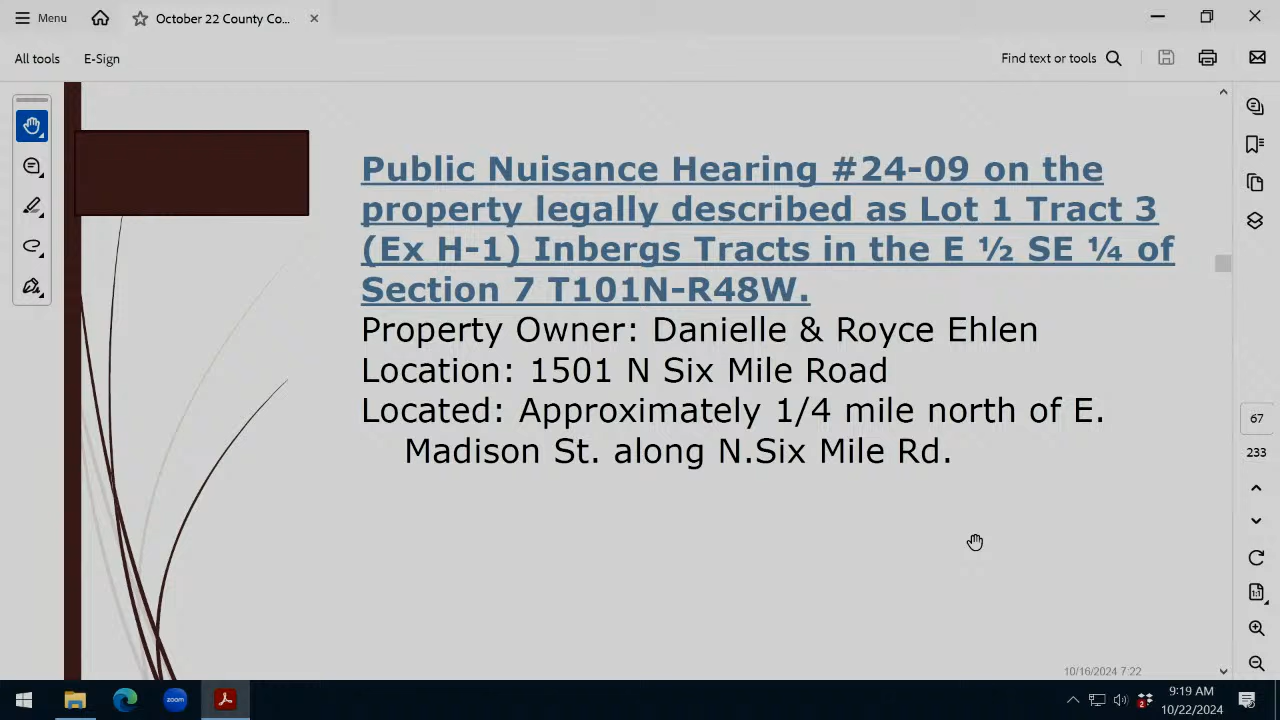 Menu
October 22 County Co...
All tools
E-Sign
Find text or tools
Public Nuisance Hearing #24-09 on the
property legally described as Lot 1 Tract 3
(Ex H-1) Inbergs Tracts in the E ½ SE ¼ of
Section 7 T101N-R48W.
Property Owner: Danielle & Royce Ehlen
Location: 1501 N Six Mile Road
Located: Approximately 1/4 mile north of E.
Madison St. along N.Six Mile Rd.
67
233
1:1
10/16/2024 7:22
zoom
2
9:19 AM
10/22/2024